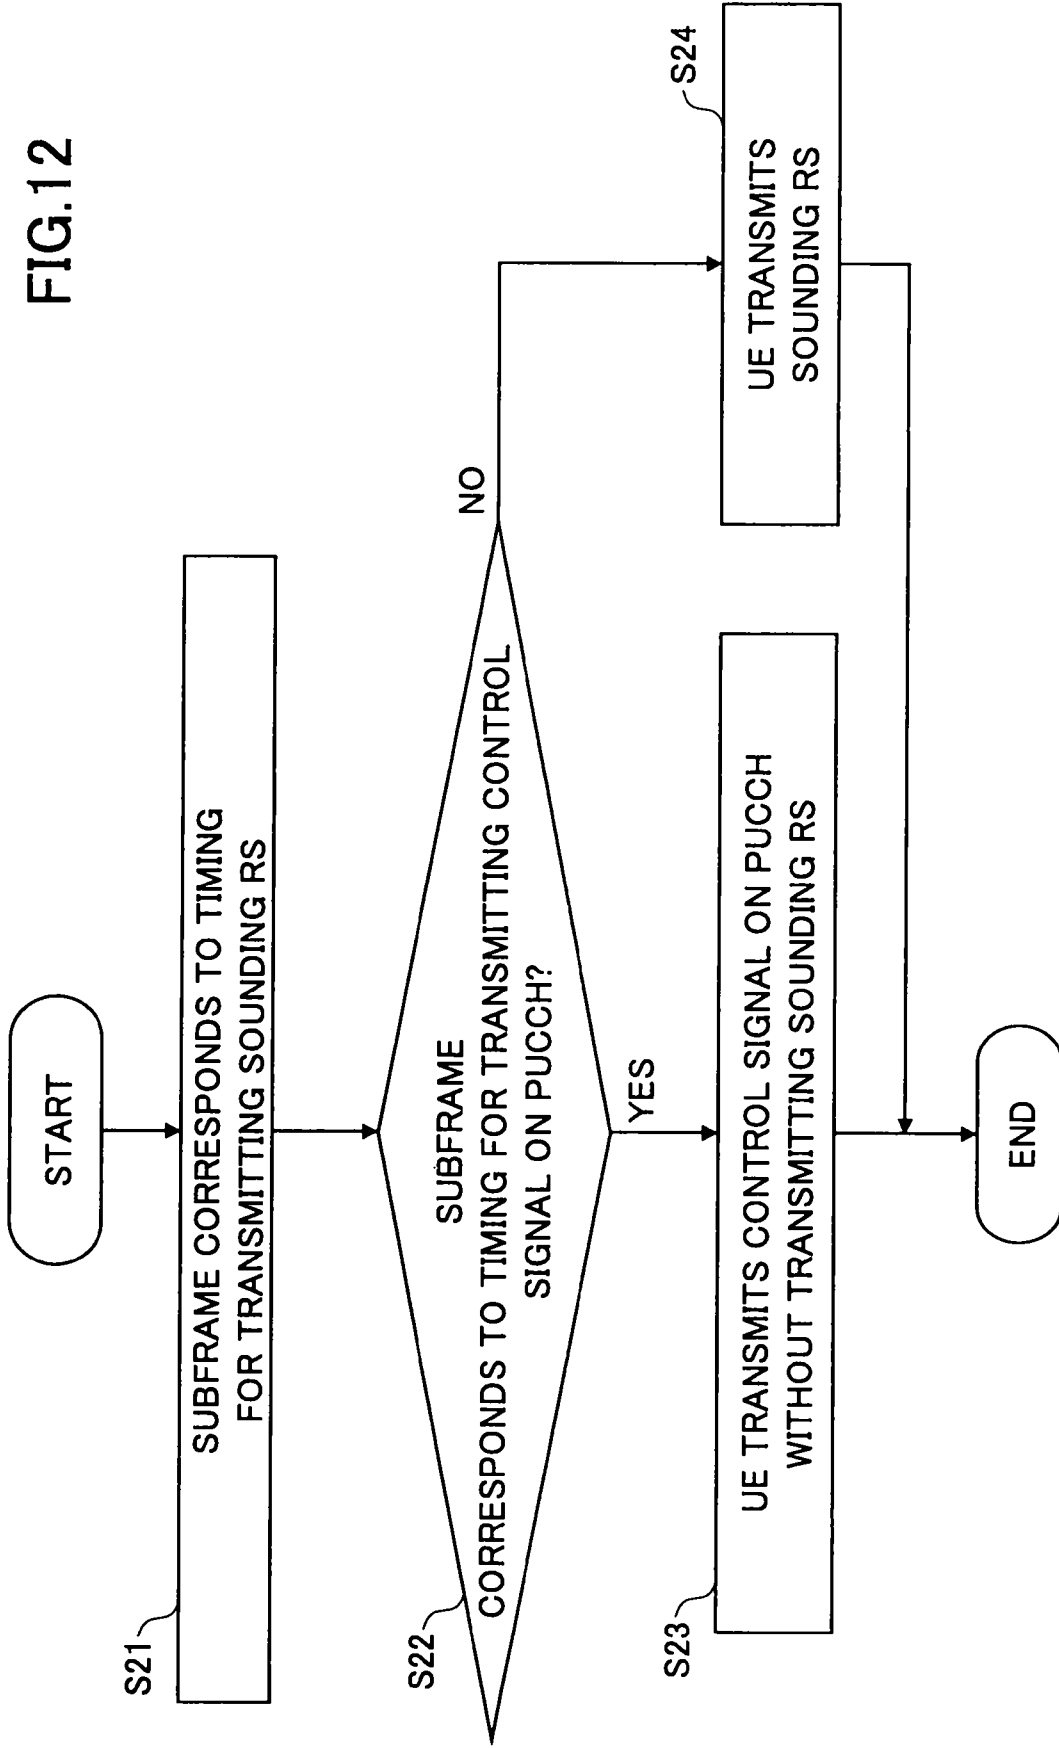 FIG.12
START
S21
SUBFRAME CORRESPONDS TO TIMING
FOR TRANSMITTING SOUNDING RS
S22
SUBFRAME
CORRESPONDS TO TIMING FOR TRANSMITTING CONTROL
SIGNAL ON PUCCH?
NO
YES
S23
UE TRANSMITS CONTROL SIGNAL ON PUCCH
WITHOUT TRANSMITTING SOUNDING RS
S24
UE TRANSMITS
SOUNDING RS
END